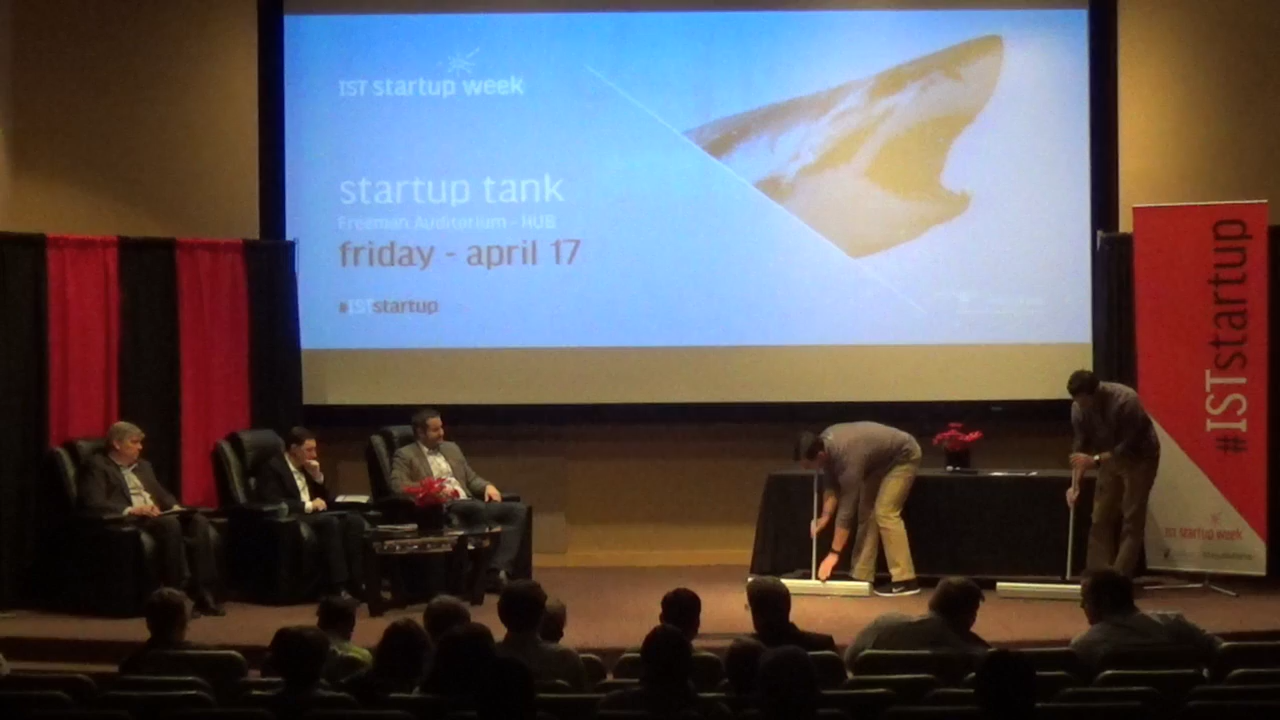 IST startup week
startup tank
Freeman Auditorium - HUB
friday - april 17
#ISTstartup
#ISTstartup
IST startup week